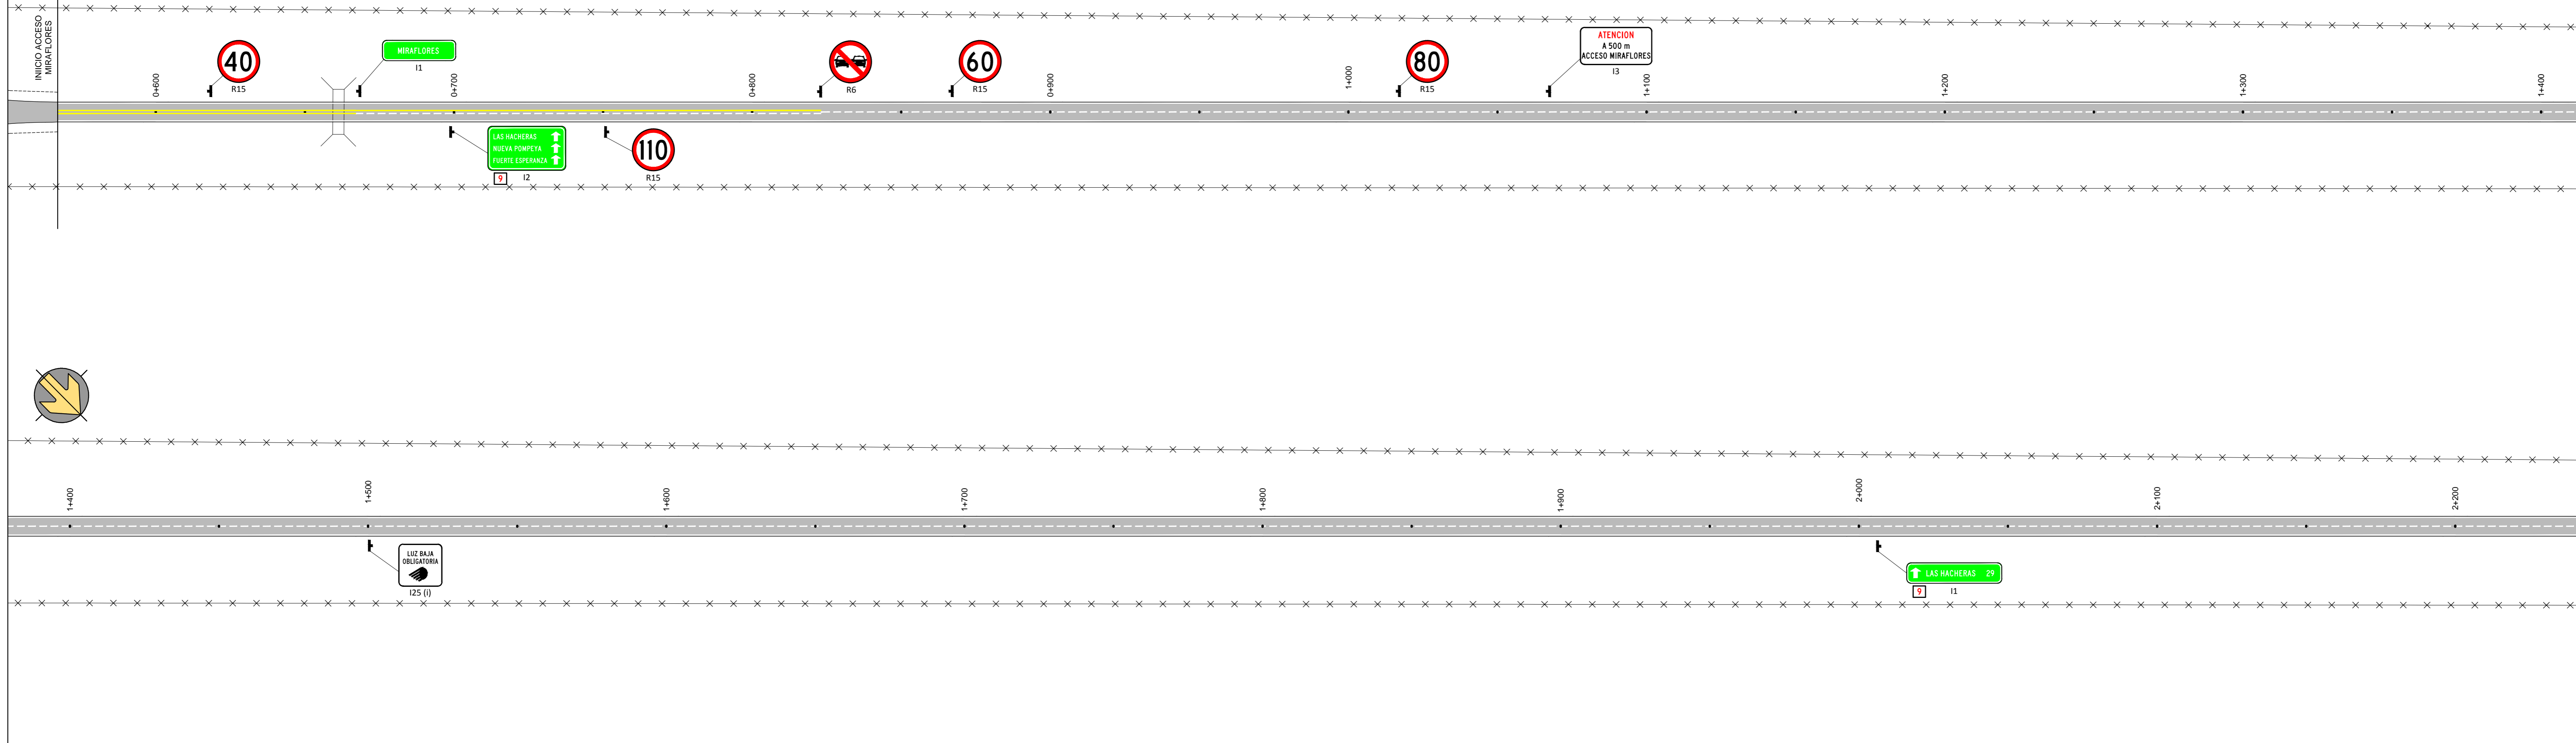 INIICIO ACCESO
MIRAFLORES
40
R15
MIRAFLORES
I1
R6
60
R15
80
R15
ATENCION
A 500 m
ACCESO MIRAFLORES
I3
0+600
0+700
0+800
0+900
1+000
1+100
1+200
1+300
1+400
LAS HACHERAS
NUEVA POMPEYA
FUERTE ESPERANZA
9
I2
110
R15
1+400
1+500
1+600
1+700
1+800
1+900
2+000
2+100
2+200
LUZ BAJA
OBLIGATORIA
I25 (i)
LAS HACHERAS 29
9
I1